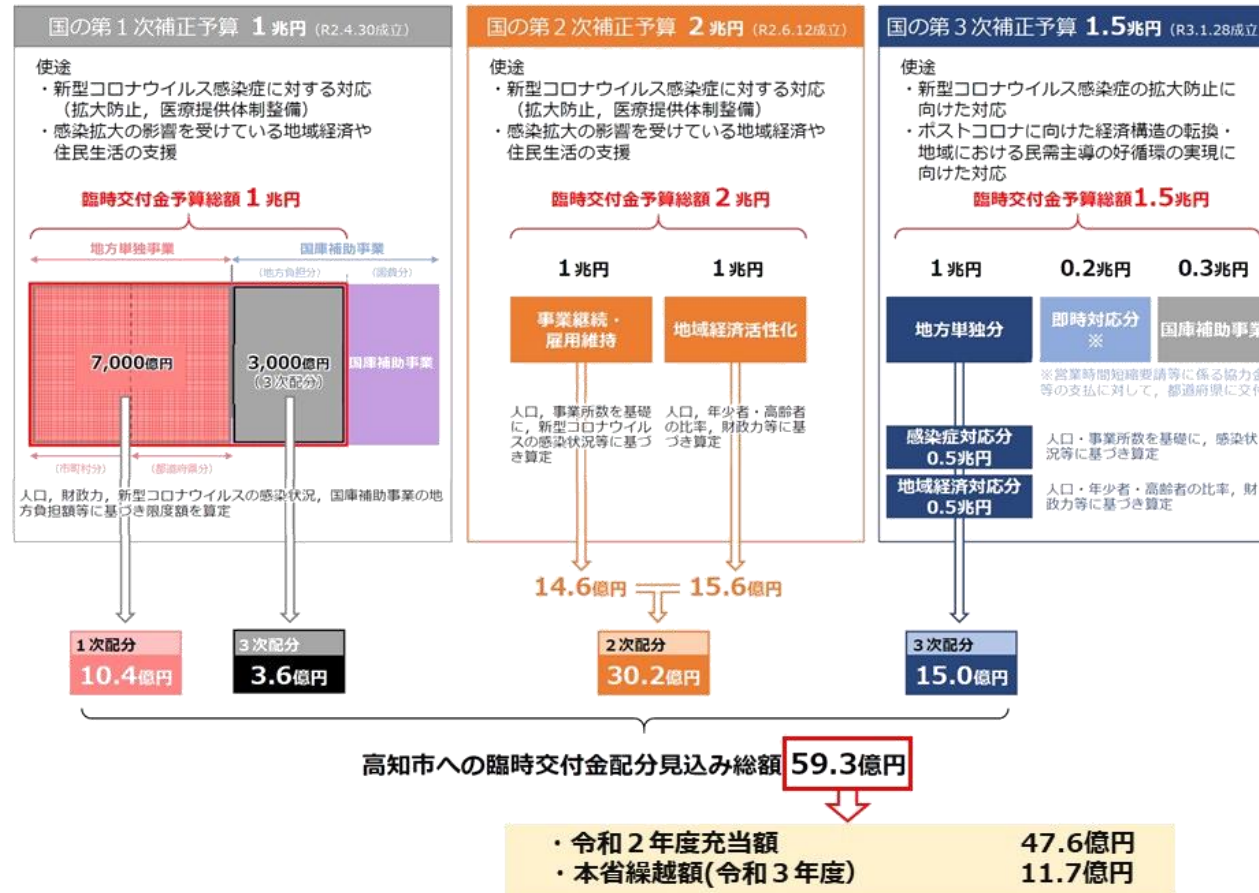 国の第1次補正予算 1兆円 (R2.4.30成立)
使途
・新型コロナウイルス感染症に対する対応
（拡大防止，医療提供体制整備）
・感染拡大の影響を受けている地域経済や
住民生活の支援
臨時交付金予算総額 1 兆円
地方単独事業
国庫補助事業
(地方負担分)
(国費分)
7,000億円
3,000億円
(３次配分)
国庫補助事業
(市町村分)
(都道府県分)
人口，財政力，新型コロナウイルスの感染状況，国庫補助事業の地
方負担額等に基づき限度額を算定
1次配分
10.4億円
3次配分
3.6億円
国の第２次補正予算 2兆円 (R2.6.12成立)
使途
・新型コロナウイルス感染症に対する対応
（拡大防止，医療提供体制整備）
・感染拡大の影響を受けている地域経済や
住民生活の支援
臨時交付金予算総額 2 兆円
1兆円
1兆円
事業継続・
雇用維持
地域経済活性化
人口，事業所数を基礎
に，新型コロナウイル
スの感染状況等に基づ
き算定
人口，年少者・高齢者
の比率，財政力等に基
づき算定
14.6億円
15.6億円
2次配分
30.2億円
国の第３次補正予算 1.5兆円 (R3.1.28成立
使途
・新型コロナウイルス感染症の拡大防止に
向けた対応
・ポストコロナに向けた経済構造の転換・
地域における民需主導の好循環の実現に
向けた対応
臨時交付金予算総額1.5兆円
1兆円
0.2兆円
0.3兆円
地方単独分
即時対応分
※
国庫補助事業
※営業時間短縮要請等に係る協力金
等の支払に対して，都道府県に交付
感染症対応分
0.5兆円
人口・事業所数を基礎に，感染状
況等に基づき算定
地域経済対応分
0.5兆円
人口・年少者・高齢者の比率，財
政力等に基づき算定
3次配分
15.0億円
高知市への臨時交付金配分見込み総額 59.3億円
・令和２年度充当額 47.6億円
・本省繰越額(令和３年度） 11.7億円